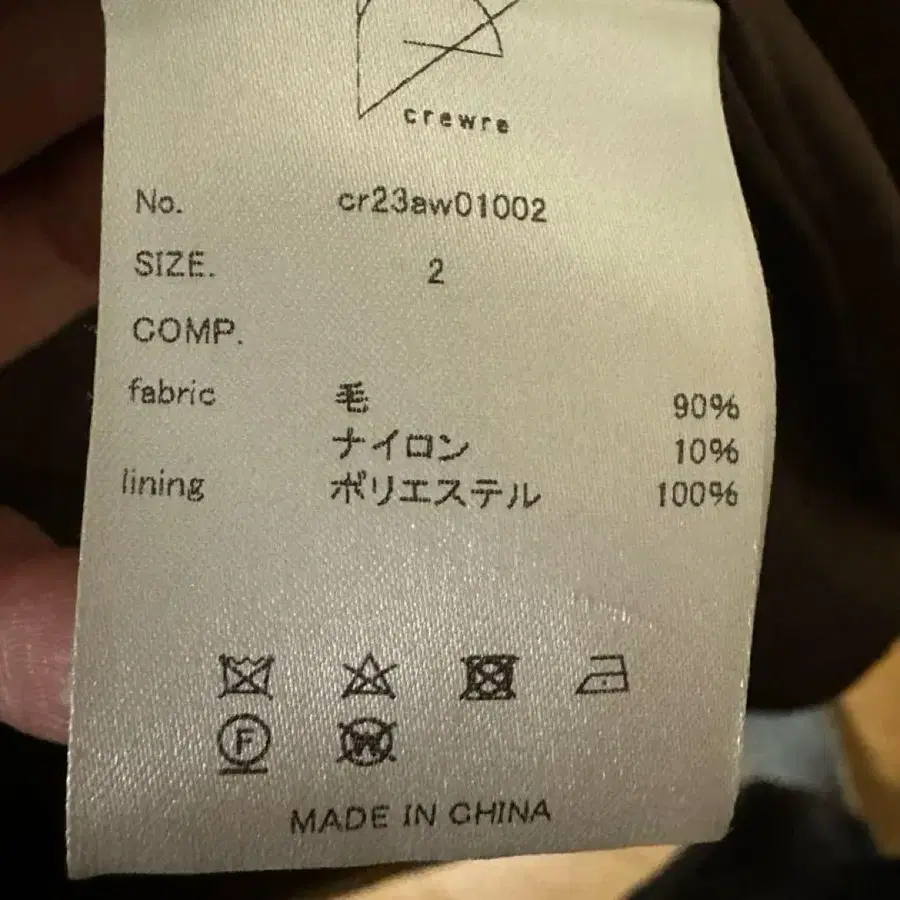 crewre
No. cr23aw01002
SIZE. 2
COMP.
fabric 毛 90%
ナイロン 10%
lining ポリエステル 100%
F W
MADE IN CHINA